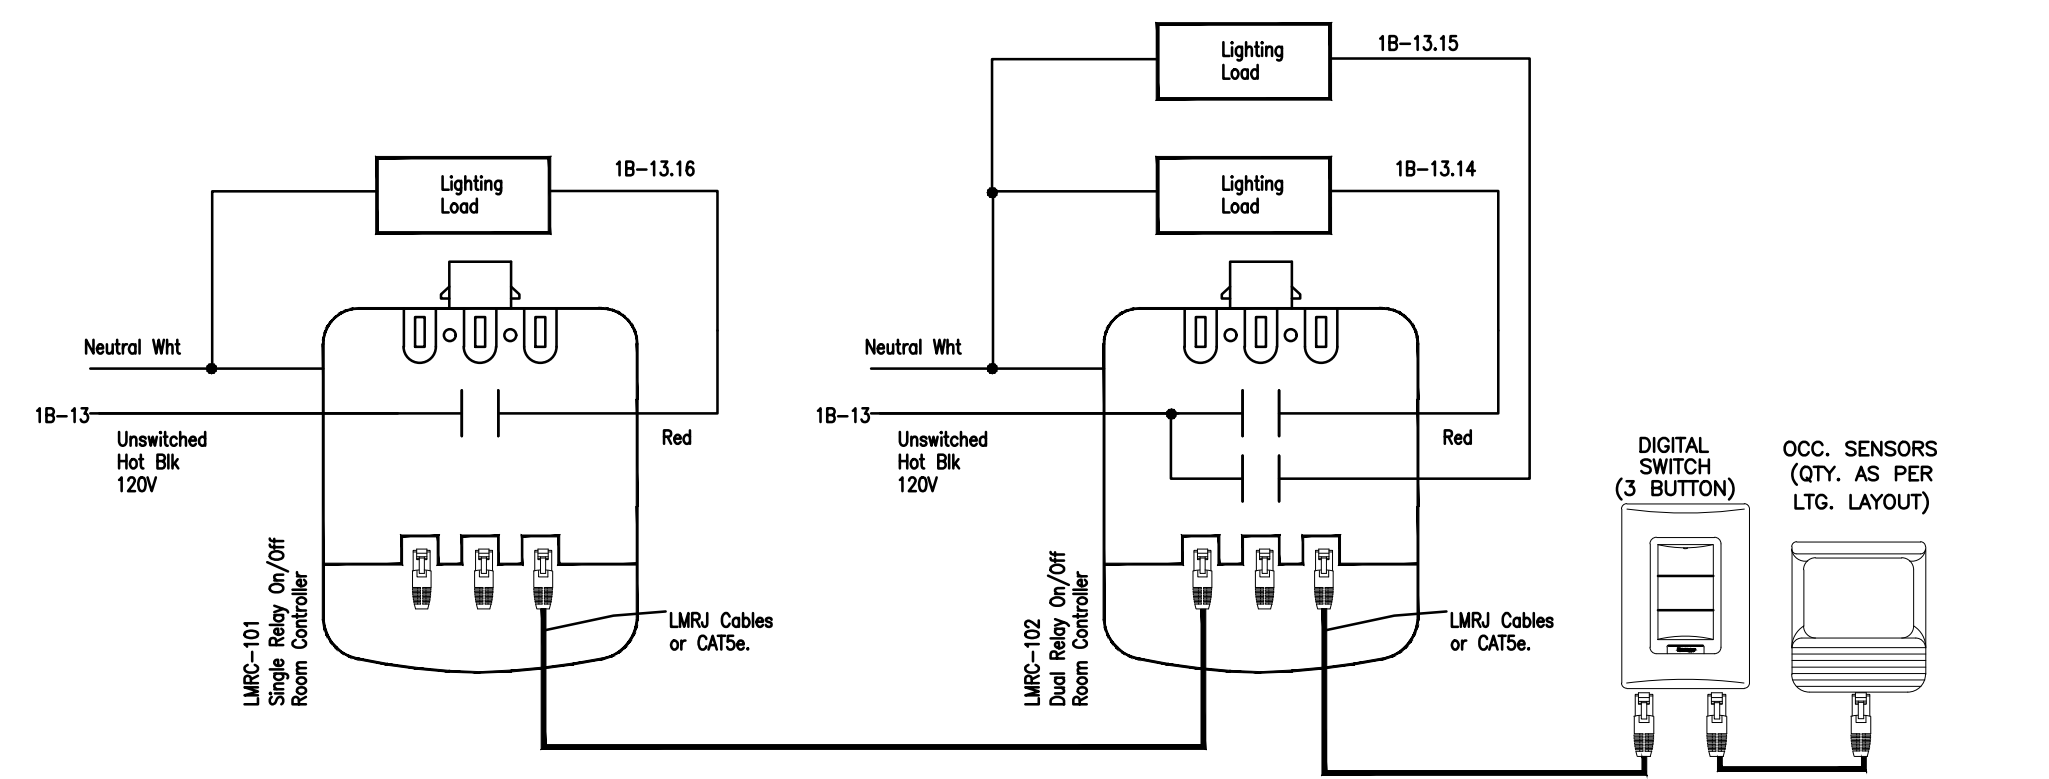 1B-13.15
Lighting
Load
1B-13.16
Lighting
Load
1B-13.14
Lighting
Load
Neutral Wht
1B-13
Unswitched
Hot Blk
120V
Red
LMRC-101
Single Relay On/Off
Room Controller
LMRJ Cables
or CAT5e.
Neutral Wht
1B-13
Unswitched
Hot Blk
120V
Red
LMRC-102
Dual Relay On/Off
Room Controller
LMRJ Cables
or CAT5e.
DIGITAL
SWITCH
(3 BUTTON)
OCC. SENSORS
(QTY. AS PER
LTG. LAYOUT)